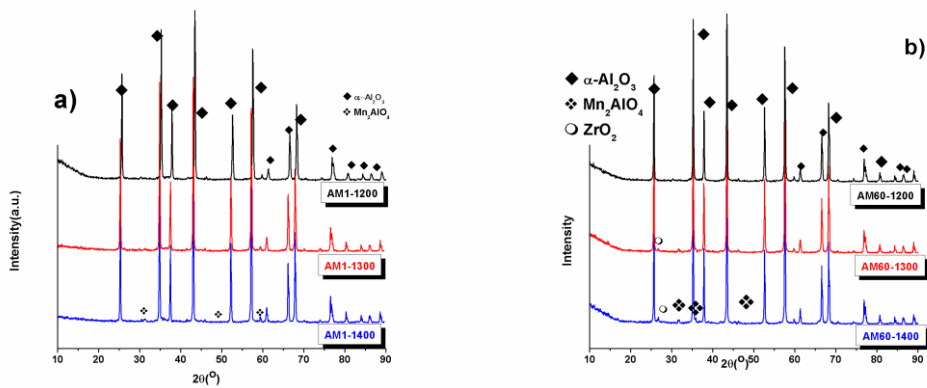 a)
α-Al₂O₃
Mn₂AlO₄
AM1-1200
AM1-1300
AM1-1400
Intensity(a.u.)
10 20 30 40 50 60 70 80 90
2θ(°)
b)
α-Al₂O₃
Mn₂AlO₄
ZrO₂
AM60-1200
AM60-1300
AM60-1400
Intensity
10 20 30 40 50 60 70 80 90
2θ(°)